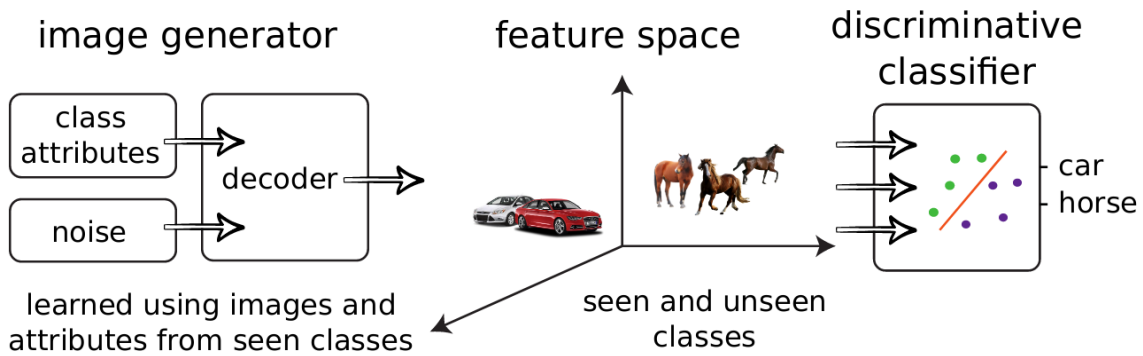 image generator
class
attributes
noise
decoder
learned using images and
attributes from seen classes
feature space
seen and unseen
classes
discriminative
classifier
car
horse